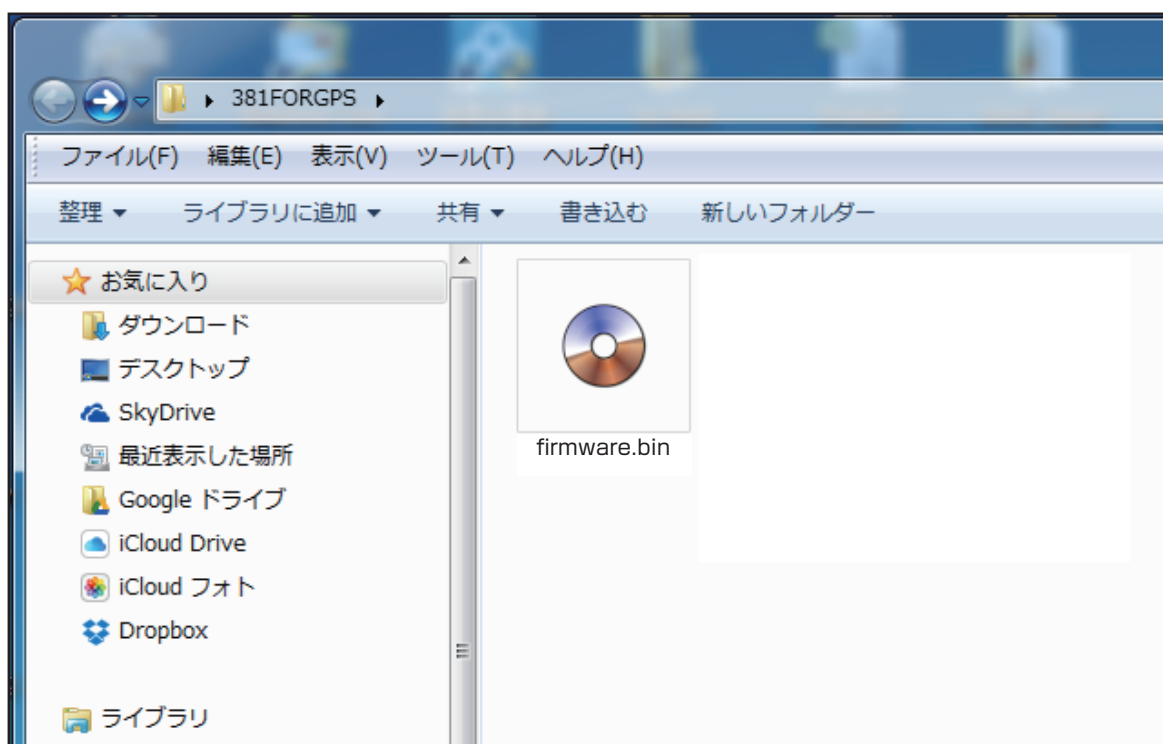 381FORGPS
ファイル(F) 編集(E) 表示(V) ツール(T) ヘルプ(H)
整理 ライブラリに追加 共有 書き込む 新しいフォルダー
お気に入り
ダウンロード
デスクトップ
SkyDrive
最近表示した場所
Google ドライブ
iCloud Drive
iCloud フォト
Dropbox
ライブラリ
firmware.bin